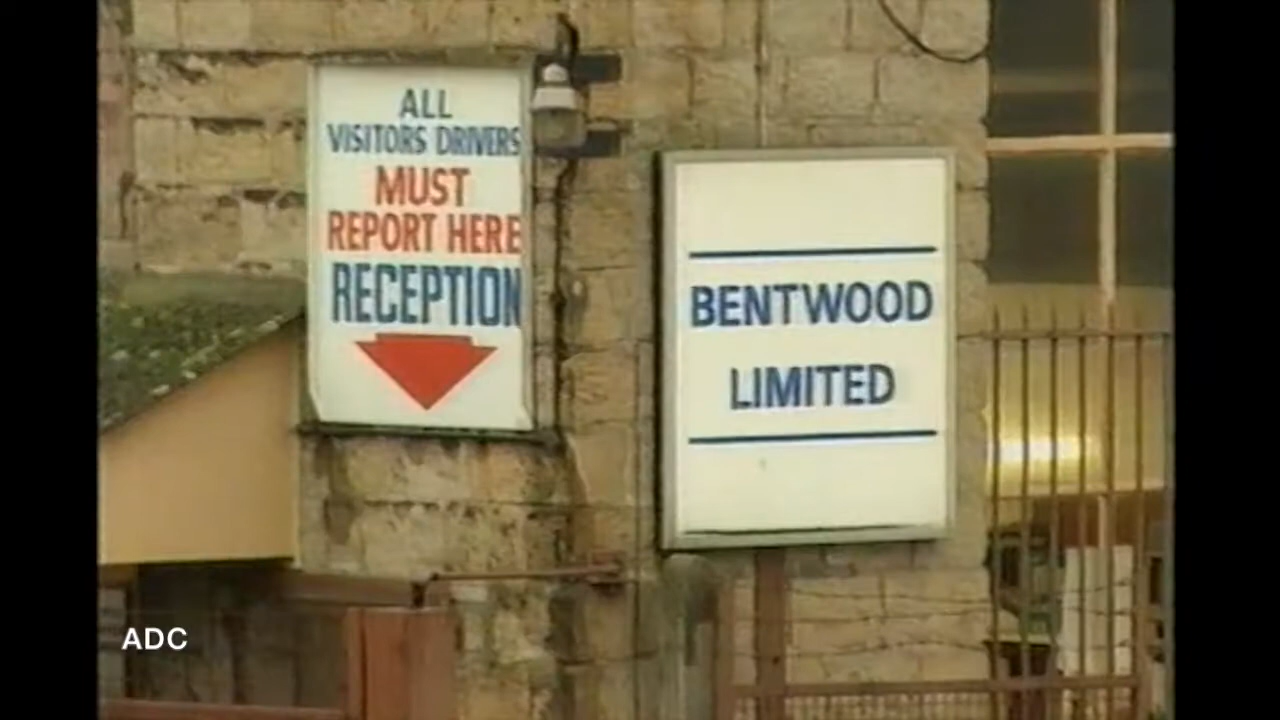 ALL
VISITORS DRIVERS
MUST
REPORT HERE
RECEPTION
BENTWOOD
LIMITED
ADC